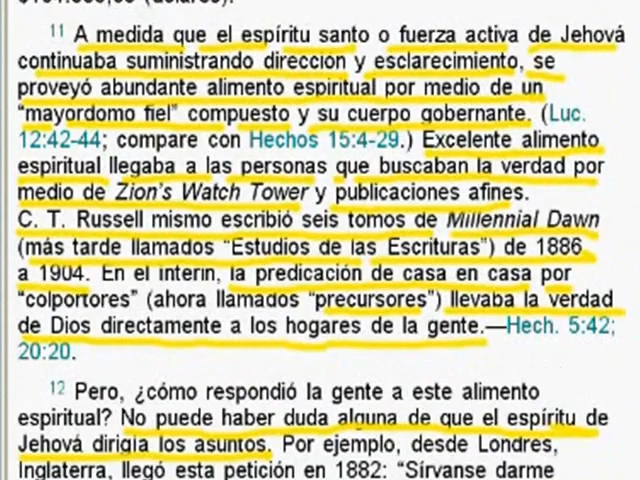 11 A medida que el espíritu santo o fuerza activa de Jehová
continuaba suministrando dirección y esclarecimiento, se
proveyó abundante alimento espiritual por medio de un
“mayordomo fiel” compuesto y su cuerpo gobernante. (Luc.
12:42-44; compare con Hechos 15:4-29.) Excelente alimento
espiritual llegaba a las personas que buscaban la verdad por
medio de Zion’s Watch Tower y publicaciones afines.
C. T. Russell mismo escribió seis tomos de Millennial Dawn
(más tarde llamados “Estudios de las Escrituras”) de 1886
a 1904. En el ínterin, la predicación de casa en casa por
“colportores” (ahora llamados “precursores”) llevaba la verdad
de Dios directamente a los hogares de la gente.—Hech. 5:42;
20:20.
12 Pero, ¿cómo respondió la gente a este alimento
espiritual? No puede haber duda alguna de que el espíritu de
Jehová dirigía los asuntos. Por ejemplo, desde Londres,
Inglaterra, llegó esta petición en 1882: “Sírvanse darme